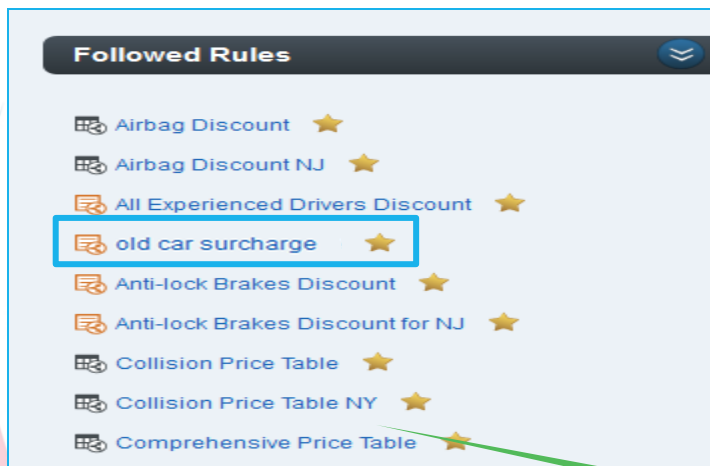 Followed Rules
Airbag Discount
Airbag Discount NJ
All Experienced Drivers Discount
old car surcharge
Anti-lock Brakes Discount
Anti-lock Brakes Discount for NJ
Collision Price Table
Collision Price Table NY
Comprehensive Price Table